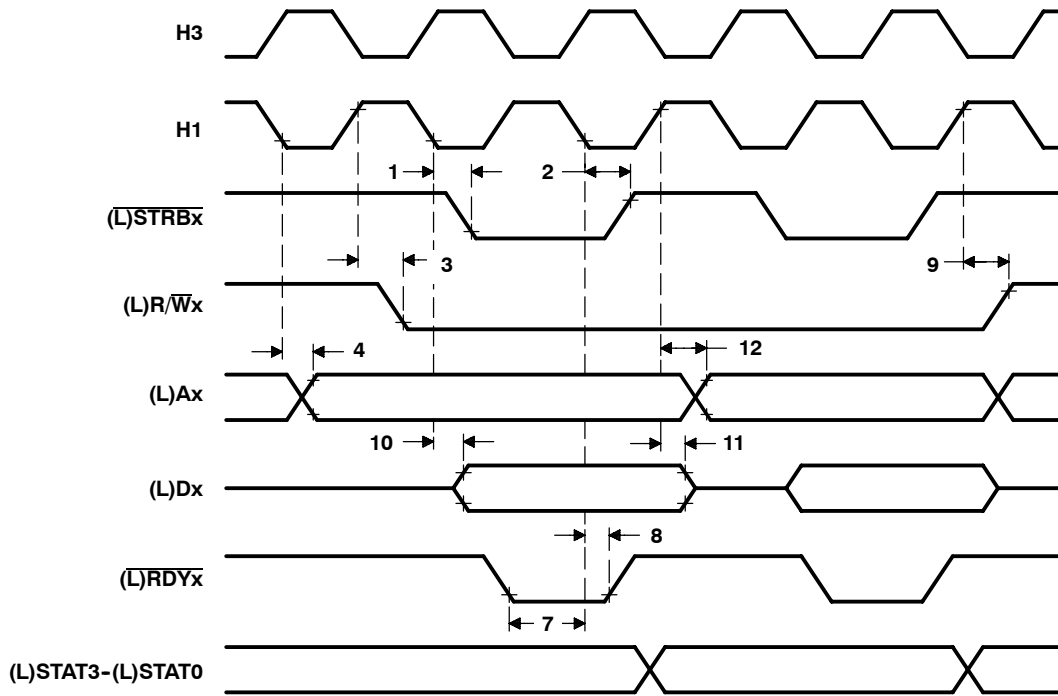 H3
H1
1
2
(L)STRBx
3
9
(L)R/Wx
4
12
(L)Ax
10
11
(L)Dx
8
(L)RDYx
7
(L)STAT3-(L)STAT0